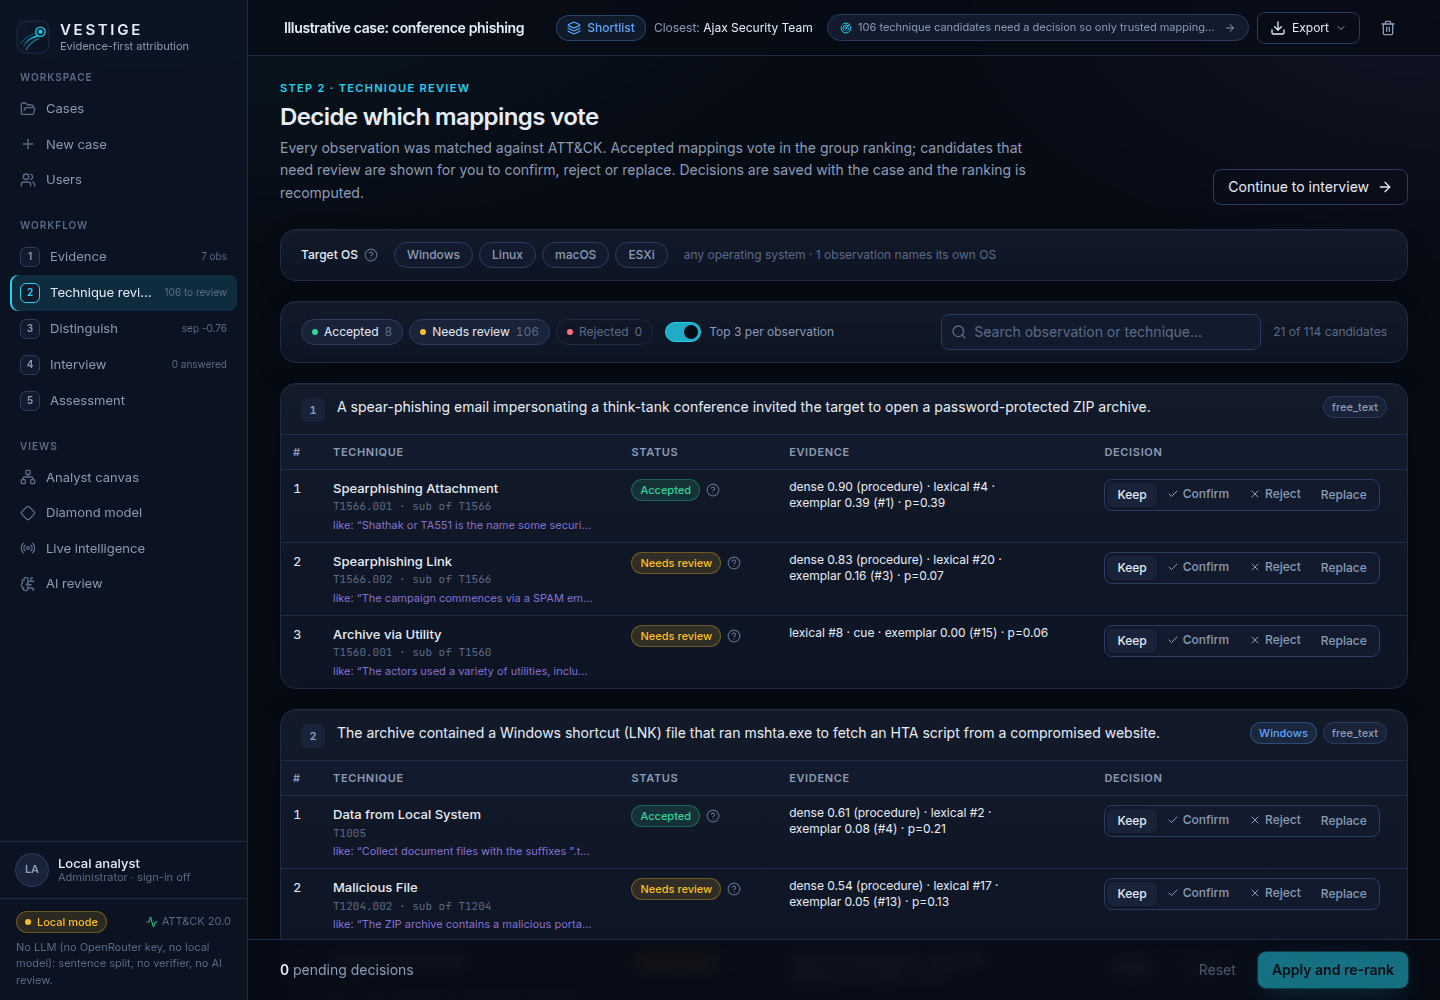 VESTIGE
Evidence-first attribution
WORKSPACE
Cases
New case
Users
WORKFLOW
1 Evidence 7 obs
2 Technique revi... 106 to review
3 Distinguish sep -0.76
4 Interview 0 answered
5 Assessment
VIEWS
Analyst canvas
Diamond model
Live intelligence
AI review
LA Local analyst
Administrator · sign-in off
Local mode ATT&CK 20.0
No LLM (no OpenRouter key, no local
model): sentence split, no verifier, no AI
review.
Illustrative case: conference phishing Shortlist Closest: Ajax Security Team 106 technique candidates need a decision so only trusted mapping... Export
STEP 2 · TECHNIQUE REVIEW
Decide which mappings vote
Every observation was matched against ATT&CK. Accepted mappings vote in the group ranking; candidates that
need review are shown for you to confirm, reject or replace. Decisions are saved with the case and the ranking is
recomputed.
Continue to interview
Target OS Windows Linux macOS ESXi any operating system · 1 observation names its own OS
Accepted 8 Needs review 106 Rejected 0 Top 3 per observation Search observation or technique... 21 of 114 candidates
1 A spear-phishing email impersonating a think-tank conference invited the target to open a password-protected ZIP archive. free_text
# TECHNIQUE STATUS EVIDENCE DECISION
1 Spearphishing Attachment Accepted dense 0.90 (procedure) · lexical #4 · Keep Confirm Reject Replace
T1566.001 · sub of T1566 exemplar 0.39 (#1) · p=0.39
like: “Shathak or TA551 is the name some securi...
2 Spearphishing Link Needs review dense 0.83 (procedure) · lexical #20 · Keep Confirm Reject Replace
T1566.002 · sub of T1566 exemplar 0.16 (#3) · p=0.07
like: “The campaign commences via a SPAM em...
3 Archive via Utility Needs review lexical #8 · cue · exemplar 0.00 (#15) · p=0.06 Keep Confirm Reject Replace
T1560.001 · sub of T1560
like: “The actors used a variety of utilities, inclu...
2 The archive contained a Windows shortcut (LNK) file that ran mshta.exe to fetch an HTA script from a compromised website. Windows free_text
# TECHNIQUE STATUS EVIDENCE DECISION
1 Data from Local System Accepted dense 0.61 (procedure) · lexical #2 · Keep Confirm Reject Replace
T1005 exemplar 0.08 (#4) · p=0.21
like: “Collect document files with the suffixes ".t...
2 Malicious File Needs review dense 0.54 (procedure) · lexical #17 · Keep Confirm Reject Replace
T1204.002 · sub of T1204 exemplar 0.05 (#13) · p=0.13
like: “The ZIP archive contains a malicious porta...
0 pending decisions Reset Apply and re-rank